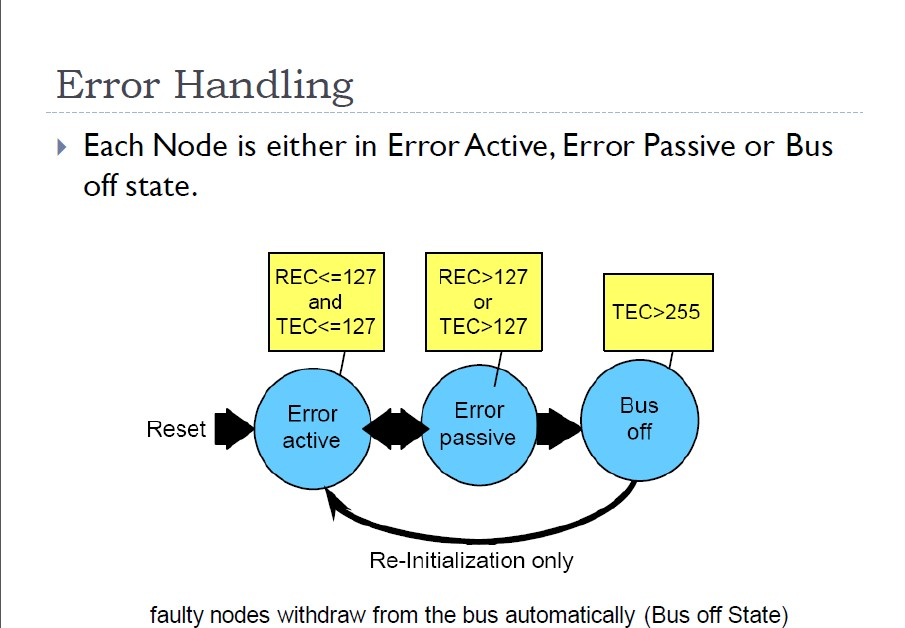 Error Handling
Each Node is either in Error Active, Error Passive or Bus
off state.
REC<=127
and
TEC<=127
REC>127
or
TEC>127
TEC>255
Reset
Error
active
Error
passive
Bus
off
Re-Initialization only
faulty nodes withdraw from the bus automatically (Bus off State)